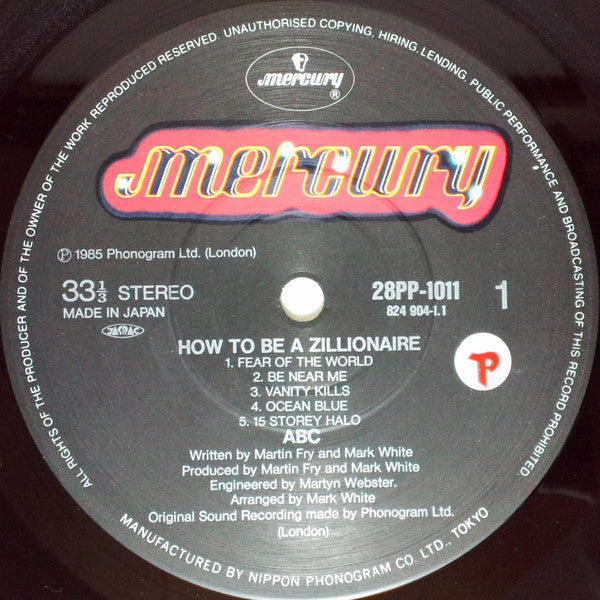 ALL RIGHTS OF THE PRODUCER AND OF THE OWNER OF THE WORK REPRODUCED RESERVED. UNAUTHORISED COPYING, HIRING, LENDING, PUBLIC PERFORMANCE AND BROADCASTING OF THIS RECORD PROHIBITED.
mercury
®
mercury
℗ 1985 Phonogram Ltd. (London)
33⅓ STEREO
MADE IN JAPAN
JASRAC
28PP-1011
824 904-1.1
1
HOW TO BE A ZILLIONAIRE
1. FEAR OF THE WORLD
2. BE NEAR ME
3. VANITY KILLS
4. OCEAN BLUE
5. 15 STOREY HALO
P
ABC
Written by Martin Fry and Mark White
Produced by Martin Fry and Mark White
Engineered by Martyn Webster.
Arranged by Mark White
Original Sound Recording made by Phonogram Ltd.
(London)
MANUFACTURED BY NIPPON PHONOGRAM CO. LTD., TOKYO